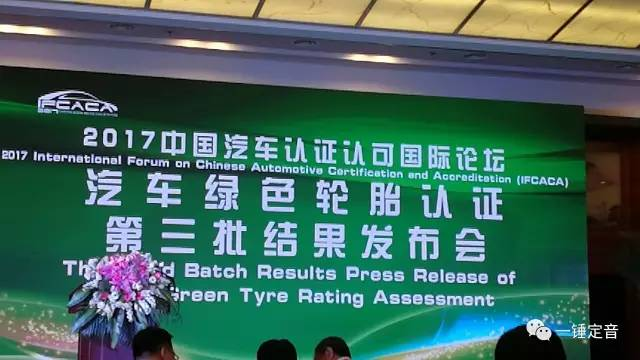 IFCACA
2017中国汽车认证认可国际论坛
2017 International Forum on Chinese Automotive Certification and Accreditation (IFCACA)
汽车绿色轮胎认证
第三批结果发布会
Batch Results Press Release of
Green Tyre Rating Assessment
一锤定音